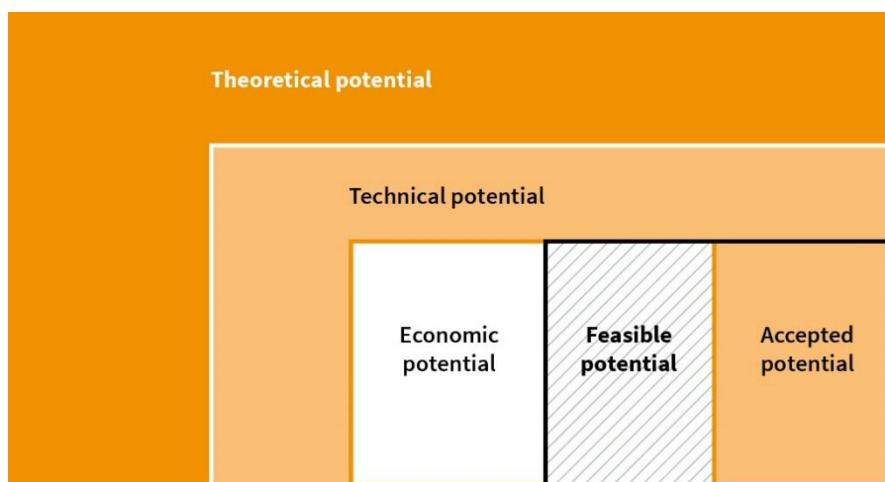 Theoretical potential
Technical potential
Economic
potential
Feasible
potential
Accepted
potential